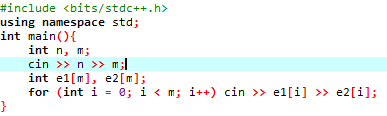 #include <bits/stdc++.h>
using namespace std;
int main(){
    int n, m;
    cin >> n >> m;
    int e1[m], e2[m];
    for (int i = 0; i < m; i++) cin >> e1[i] >> e2[i];
}